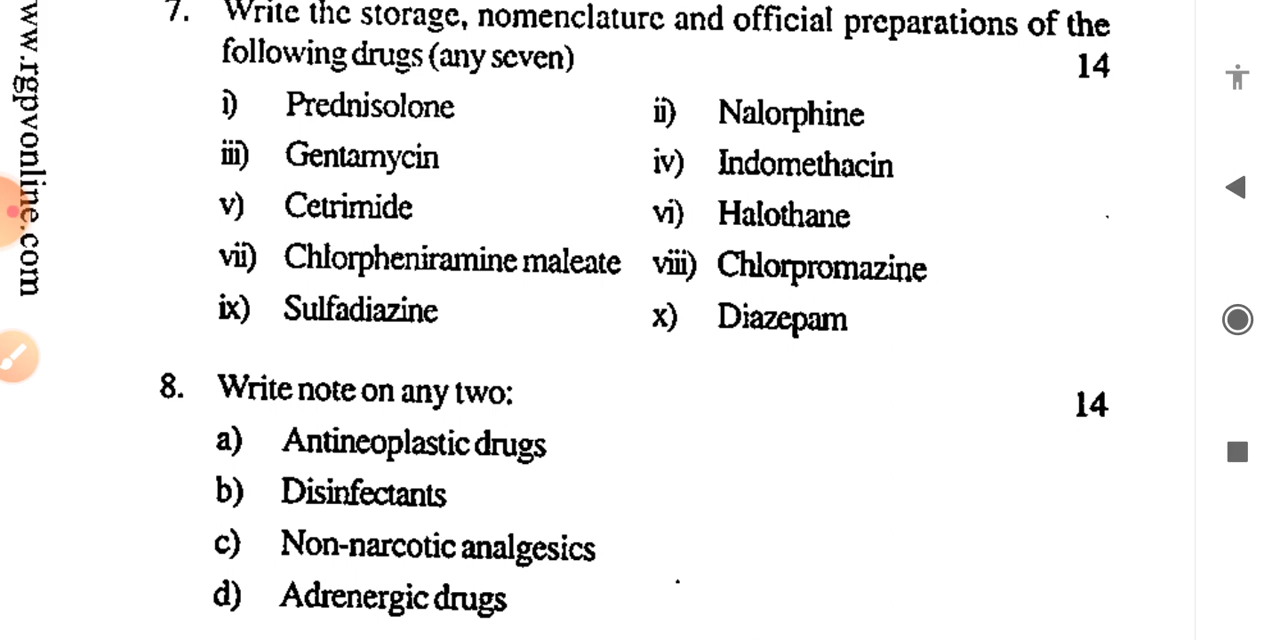 7. Write the storage, nomenclature and official preparations of the
following drugs (any seven) 14
i) Prednisolone ii) Nalorphine
iii) Gentamycin iv) Indomethacin
v) Cetrimide vi) Halothane
vii) Chlorpheniramine maleate viii) Chlorpromazine
ix) Sulfadiazine x) Diazepam
8. Write note on any two: 14
a) Antineoplastic drugs
b) Disinfectants
c) Non-narcotic analgesics
d) Adrenergic drugs
ww.rgpvonline.com